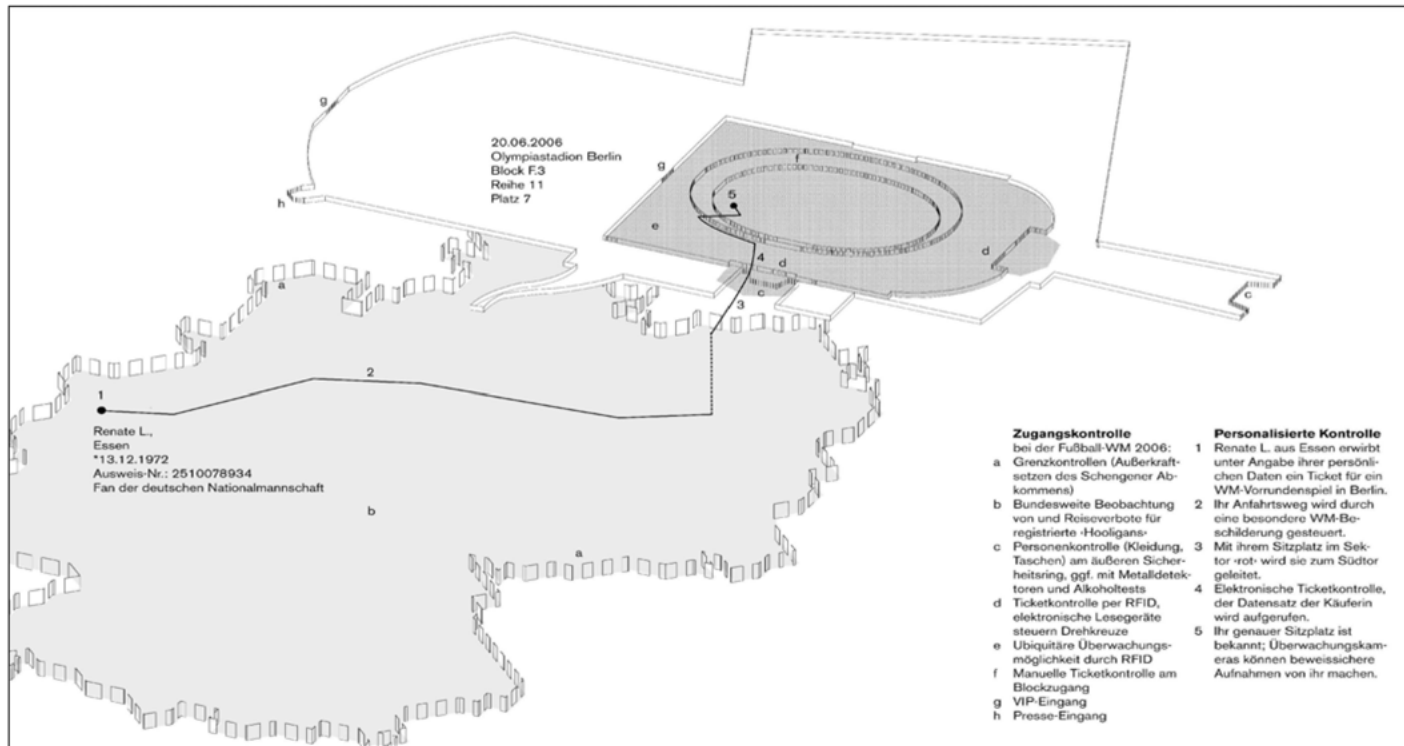 g
20.06.2006
Olympiastadion Berlin
Block F.3
Reihe 11
Platz 7
g
f
5
h
e
d
4
d
a
c
3
c
2
1
Renate L.,
Essen
*13.12.1972
Ausweis-Nr.: 2510078934
Fan der deutschen Nationalmannschaft
b
a
Zugangskontrolle
bei der Fußball-WM 2006:
a Grenzkontrollen (Außerkraft-
setzen des Schengener Ab-
kommens)
b Bundesweite Beobachtung
von und Reiseverbote für
registrierte ‹Hooligans›
c Personenkontrolle (Kleidung,
Taschen) am äußeren Sicher-
heitsring, ggf. mit Metalldetek-
toren und Alkoholtests
d Ticketkontrolle per RFID,
elektronische Lesegeräte
steuern Drehkreuze
e Ubiquitäre Überwachungs-
möglichkeit durch RFID
f Manuelle Ticketkontrolle am
Blockzugang
g VIP-Eingang
h Presse-Eingang
Personalisierte Kontrolle
1 Renate L. aus Essen erwirbt
unter Angabe ihrer persönli-
chen Daten ein Ticket für ein
WM-Vorrundenspiel in Berlin.
2 Ihr Anfahrtsweg wird durch
eine besondere WM-Be-
schilderung gesteuert.
3 Mit ihrem Sitzplatz im Sek-
tor ‹rot› wird sie zum Südtor
geleitet.
4 Elektronische Ticketkontrolle,
der Datensatz der Käuferin
wird aufgerufen.
5 Ihr genauer Sitzplatz ist
bekannt; Überwachungskam-
eras können beweissichere
Aufnahmen von ihr machen.